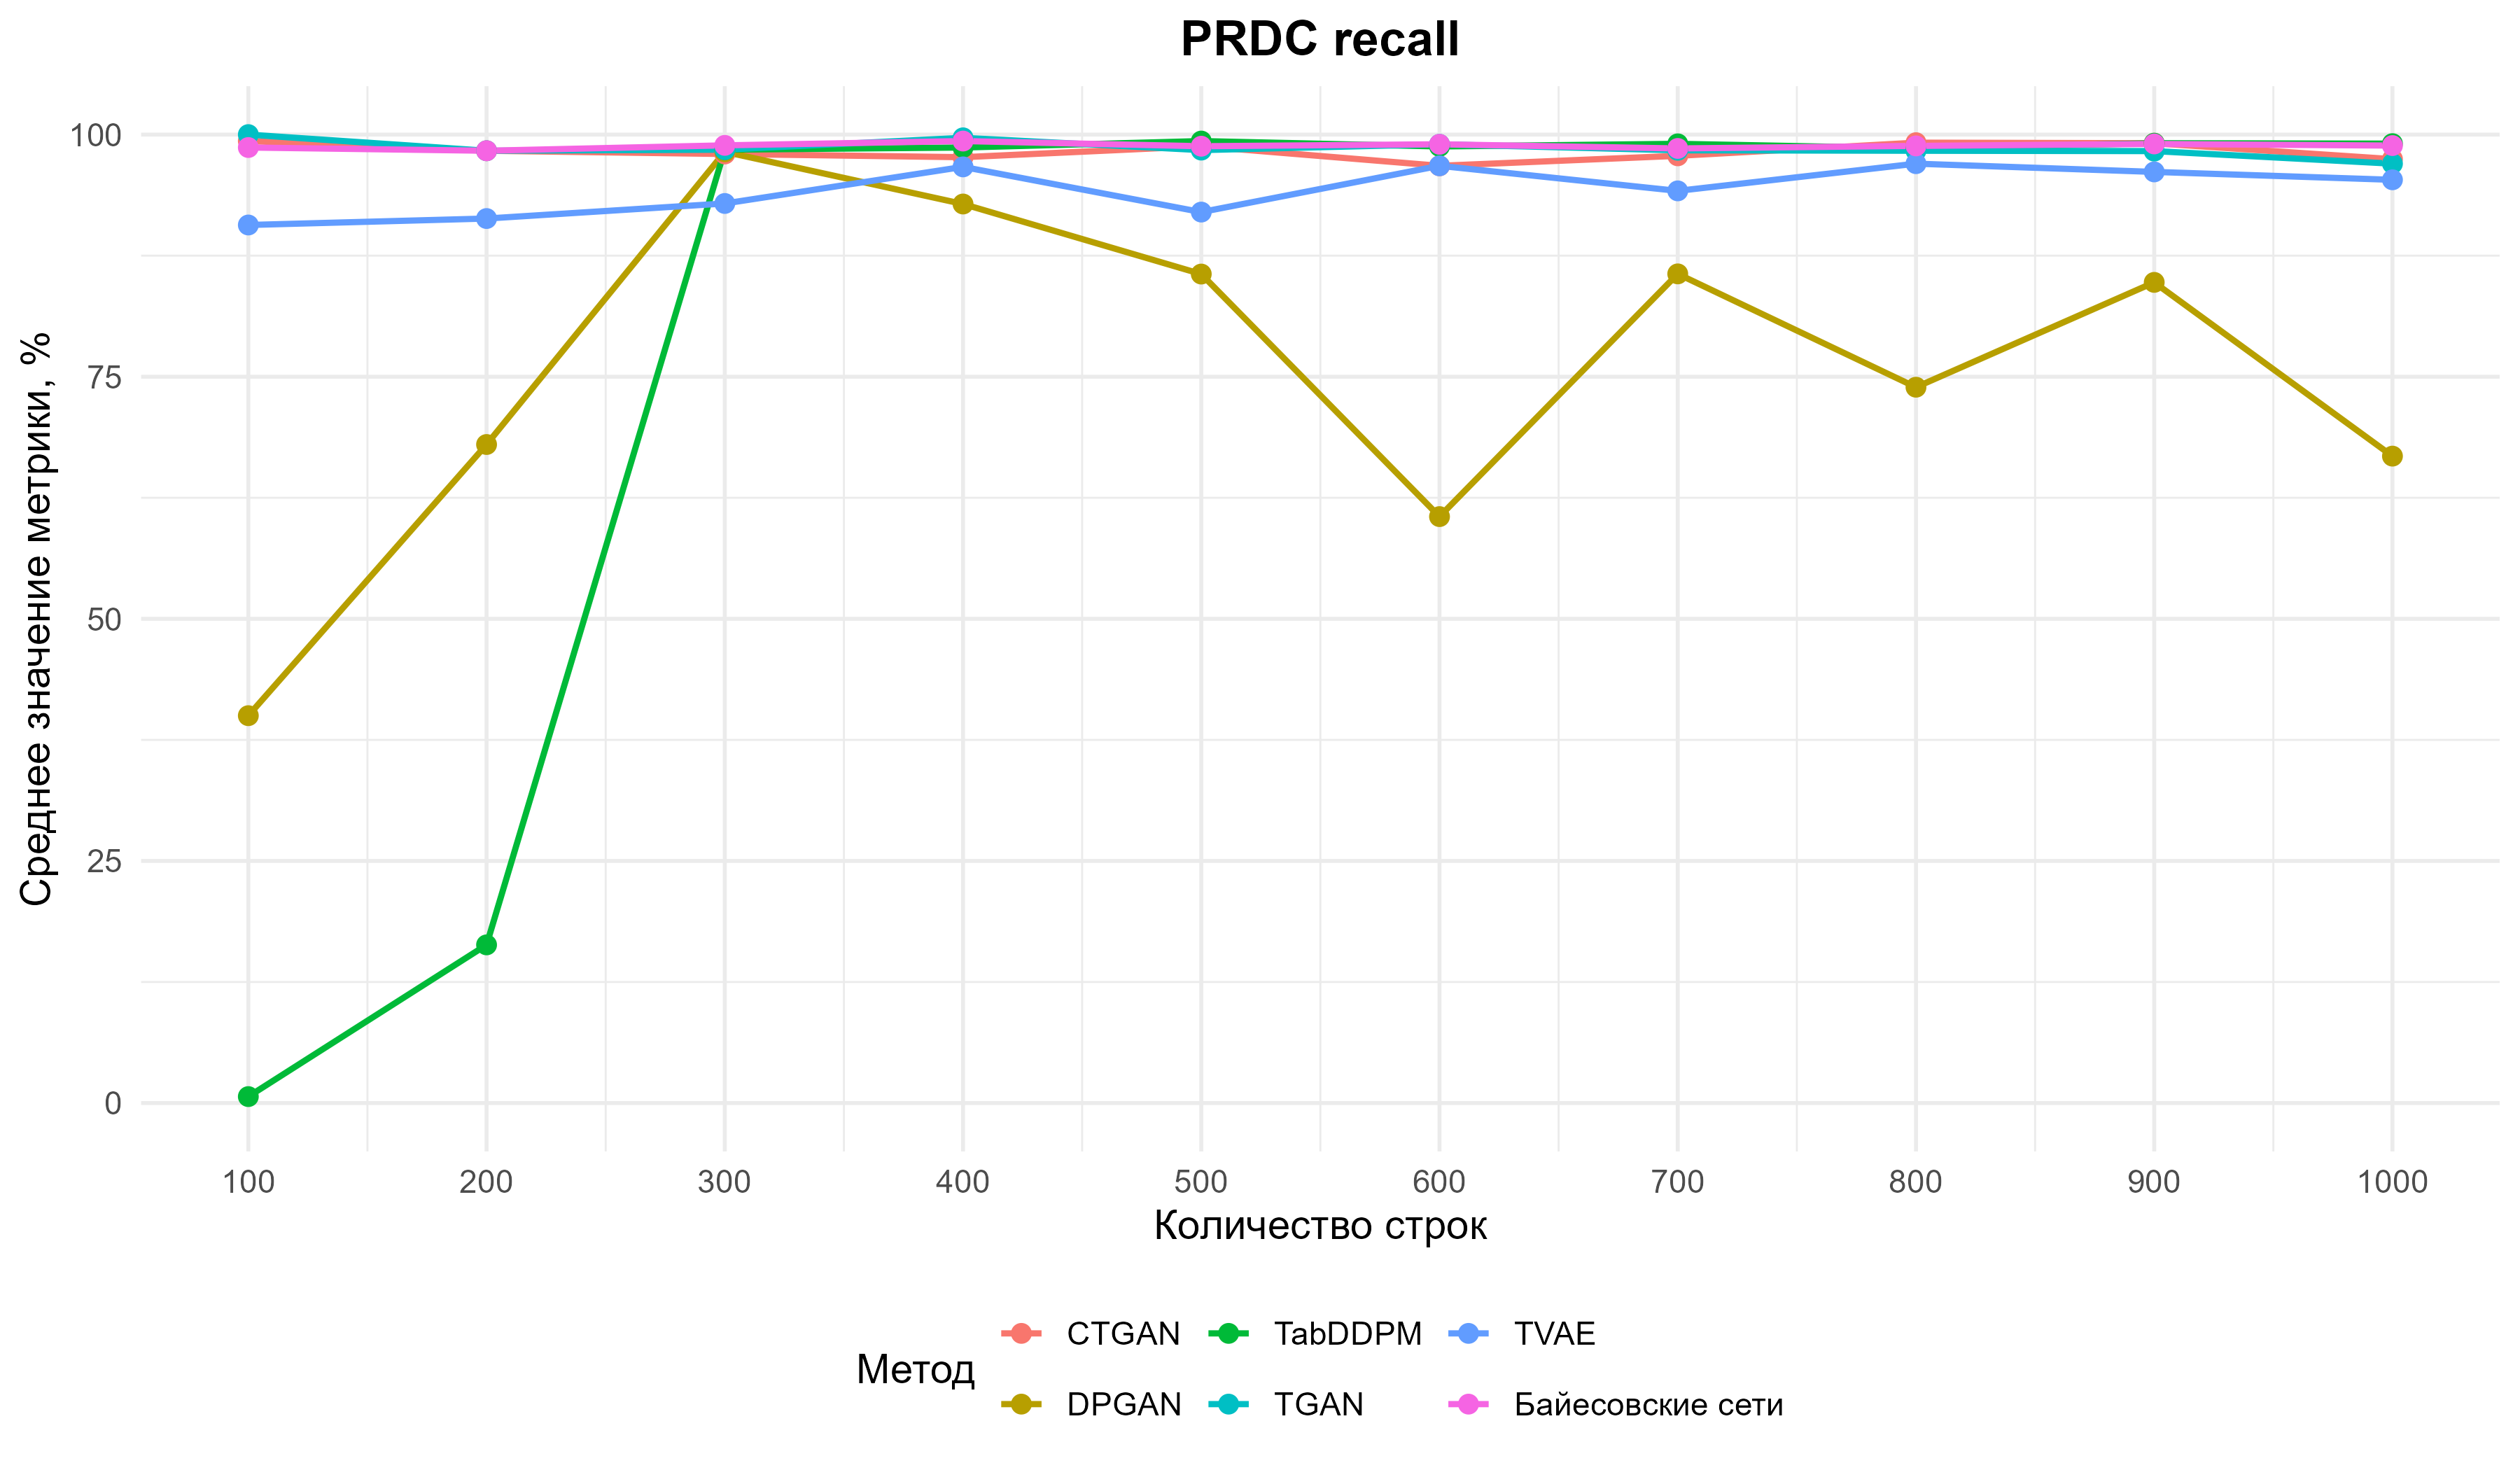 PRDC recall
Среднее значение метрики, %
100
75
50
25
0
100 200 300 400 500 600 700 800 900 1000
Количество строк
Метод
CTGAN TabDDPM TVAE
DPGAN TGAN Байесовские сети